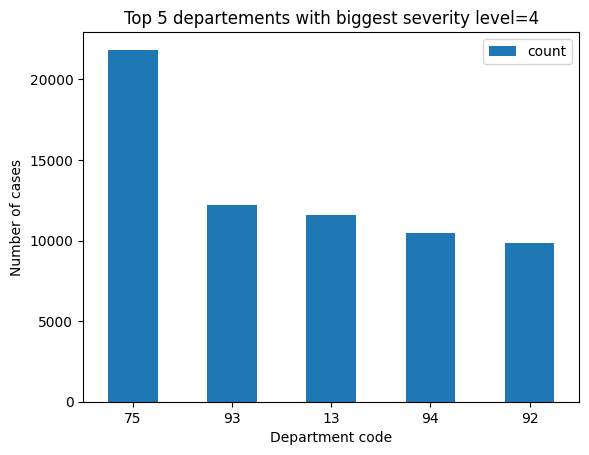 Top 5 departements with biggest severity level=4
count
20000
15000
10000
5000
0
Number of cases
75 93 13 94 92
Department code